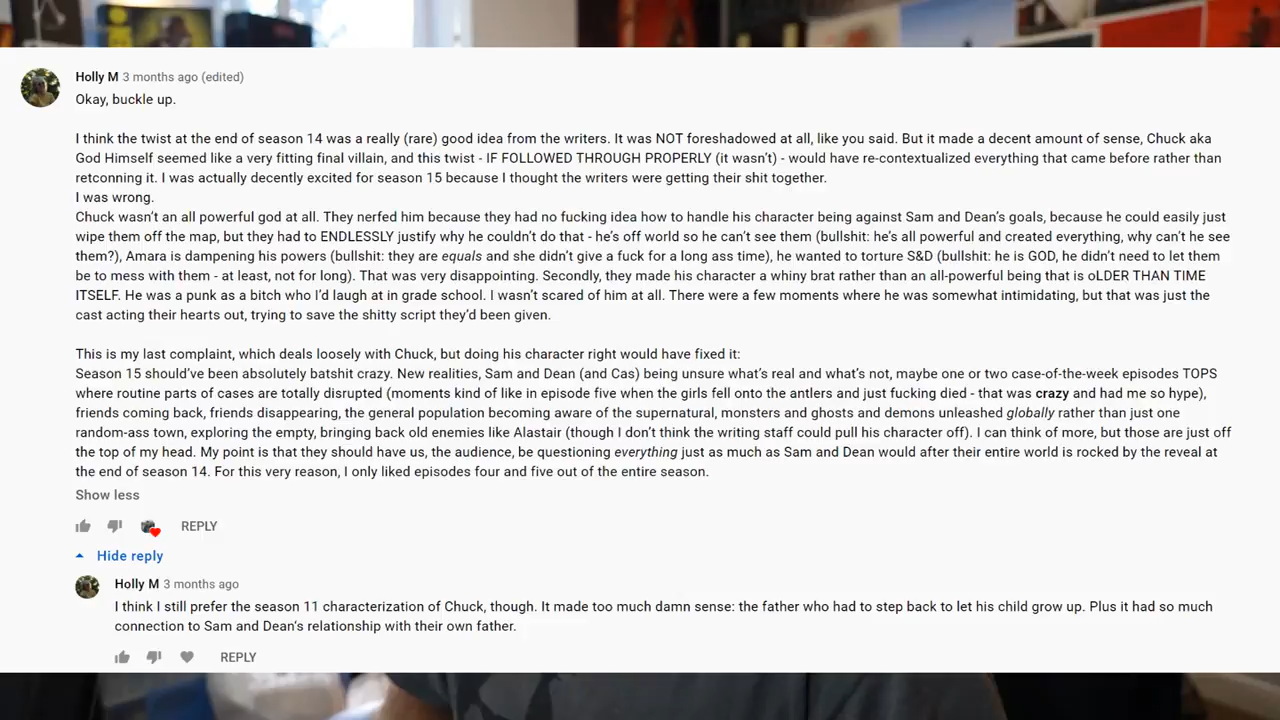 Holly M 3 months ago (edited)
Okay, buckle up.
I think the twist at the end of season 14 was a really (rare) good idea from the writers. It was NOT foreshadowed at all, like you said. But it made a decent amount of sense, Chuck aka
God Himself seemed like a very fitting final villain, and this twist - IF FOLLOWED THROUGH PROPERLY (it wasn't) - would have re-contextualized everything that came before rather than
retconning it. I was actually decently excited for season 15 because I thought the writers were getting their shit together.
I was wrong.
Chuck wasn't an all powerful god at all. They nerfed him because they had no fucking idea how to handle his character being against Sam and Dean's goals, because he could easily just
wipe them off the map, but they had to ENDLESSLY justify why he couldn't do that - he's off world so he can't see them (bullshit: he's all powerful and created everything, why can't he see
them?), Amara is dampening his powers (bullshit: they are equals and she didn't give a fuck for a long ass time), he wanted to torture S&D (bullshit: he is GOD, he didn't need to let them
be to mess with them - at least, not for long). That was very disappointing. Secondly, they made his character a whiny brat rather than an all-powerful being that is oLDER THAN TIME
ITSELF. He was a punk as a bitch who I'd laugh at in grade school. I wasn't scared of him at all. There were a few moments where he was somewhat intimidating, but that was just the
cast acting their hearts out, trying to save the shitty script they'd been given.
This is my last complaint, which deals loosely with Chuck, but doing his character right would have fixed it:
Season 15 should've been absolutely batshit crazy. New realities, Sam and Dean (and Cas) being unsure what's real and what's not, maybe one or two case-of-the-week episodes TOPS
where routine parts of cases are totally disrupted (moments kind of like in episode five when the girls fell onto the antlers and just fucking died - that was crazy and had me so hype),
friends coming back, friends disappearing, the general population becoming aware of the supernatural, monsters and ghosts and demons unleashed globally rather than just one
random-ass town, exploring the empty, bringing back old enemies like Alastair (though I don't think the writing staff could pull his character off). I can think of more, but those are just off
the top of my head. My point is that they should have us, the audience, be questioning everything just as much as Sam and Dean would after their entire world is rocked by the reveal at
the end of season 14. For this very reason, I only liked episodes four and five out of the entire season.
Show less
REPLY
Hide reply
Holly M 3 months ago
I think I still prefer the season 11 characterization of Chuck, though. It made too much damn sense: the father who had to step back to let his child grow up. Plus it had so much
connection to Sam and Dean's relationship with their own father.
REPLY